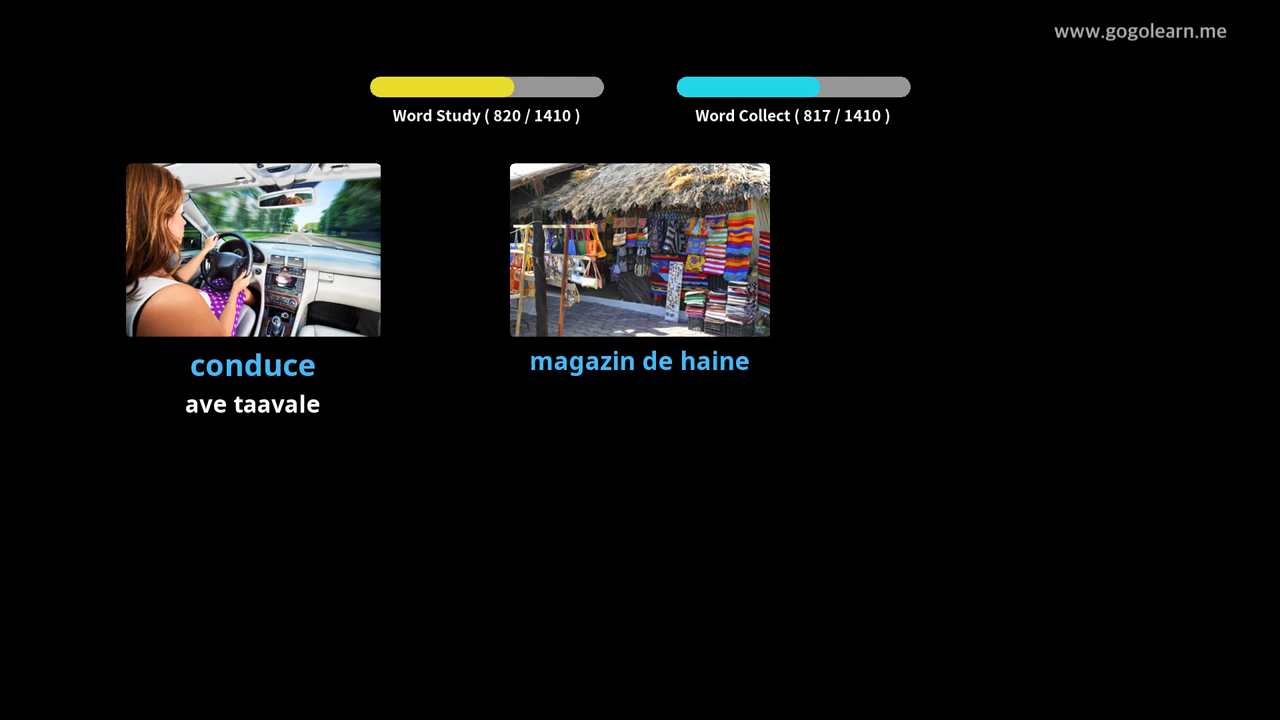 www.gogolearn.me
Word Study ( 820 / 1410 )
Word Collect ( 817 / 1410 )
conduce
ave taavale
magazin de haine